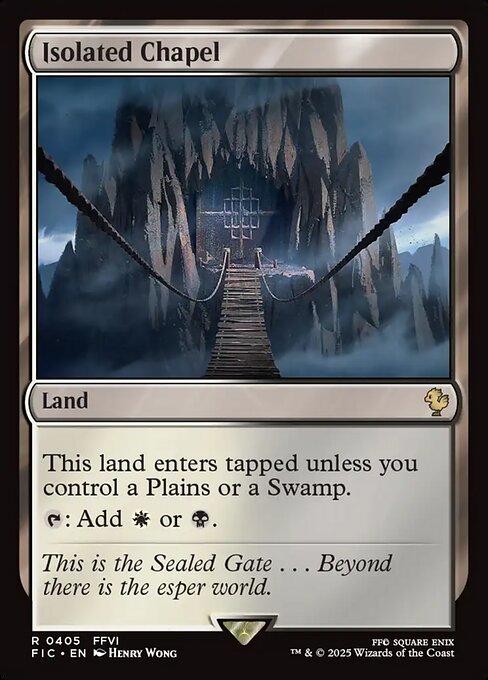 Isolated Chapel
Land
This land enters tapped unless you
control a Plains or a Swamp.
: Add or .
This is the Sealed Gate . . . Beyond
there is the esper world.
R 0405 FFVI
FIC • EN Henry Wong
FF© SQUARE ENIX
™ & © 2025 Wizards of the Coast